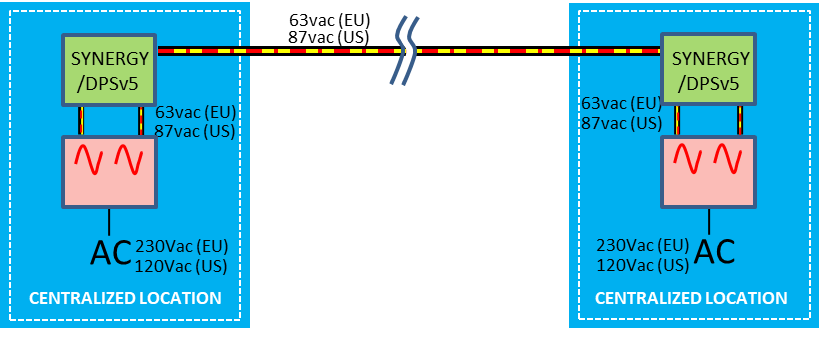 63vac (EU)
87vac (US)
SYNERGY
/DPSv5
63vac (EU)
87vac (US)
AC
230Vac (EU)
120Vac (US)
CENTRALIZED LOCATION
SYNERGY
/DPSv5
63vac (EU)
87vac (US)
230Vac (EU)
120Vac (US)
AC
CENTRALIZED LOCATION